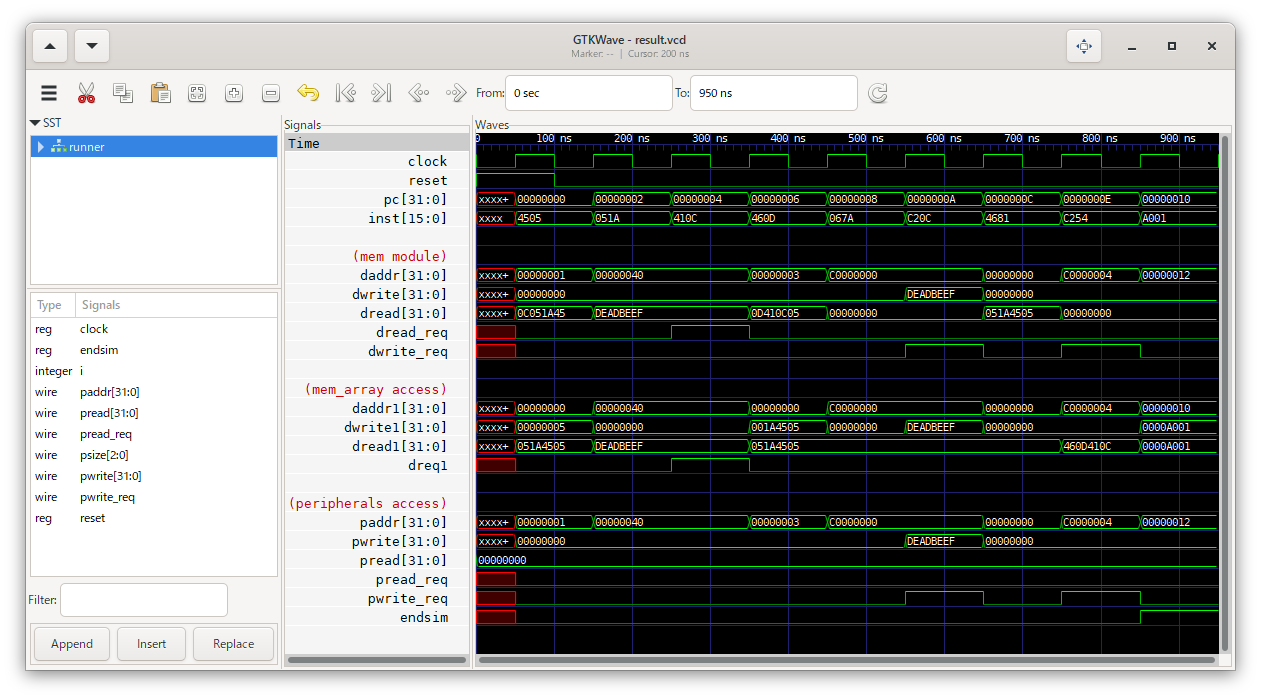 GTKWave - result.vcd
Marker: -- | Cursor: 200 ns
From: 0 sec To: 950 ns
SST
runner
Type Signals
reg clock
reg endsim
integer i
wire paddr[31:0]
wire pread[31:0]
wire pread_req
wire psize[2:0]
wire pwrite[31:0]
wire pwrite_req
reg reset
Filter:
Append Insert Replace
Signals
Waves
Time 0 100 ns 200 ns 300 ns 400 ns 500 ns 600 ns 700 ns 800 ns 900 ns
clock
reset
pc[31:0] xxxx+ 00000000 00000002 00000004 00000006 00000008 0000000A 0000000C 0000000E 00000010
inst[15:0] xxxx 4505 051A 410C 460D 067A C20C 4681 C254 A001
(mem module)
daddr[31:0] xxxx+ 00000001 00000040 00000003 C0000000 00000000 C0000004 00000012
dwrite[31:0] xxxx+ 00000000 DEADBEEF 00000000
dread[31:0] xxxx+ 0C051A45 DEADBEEF 0D410C05 00000000 051A4505 00000000
dread_req
dwrite_req
(mem_array access)
daddr1[31:0] xxxx+ 00000000 00000040 00000000 C0000000 00000000 C0000004 00000010
dwrite1[31:0] xxxx+ 00000005 00000000 001A4505 00000000 DEADBEEF 00000000 0000A001
dread1[31:0] xxxx+ 051A4505 DEADBEEF 051A4505 460D410C 0000A001
dreq1
(peripherals access)
paddr[31:0] xxxx+ 00000001 00000040 00000003 C0000000 00000000 C0000004 00000012
pwrite[31:0] xxxx+ 00000000 DEADBEEF 00000000
pread[31:0] 00000000
pread_req
pwrite_req
endsim